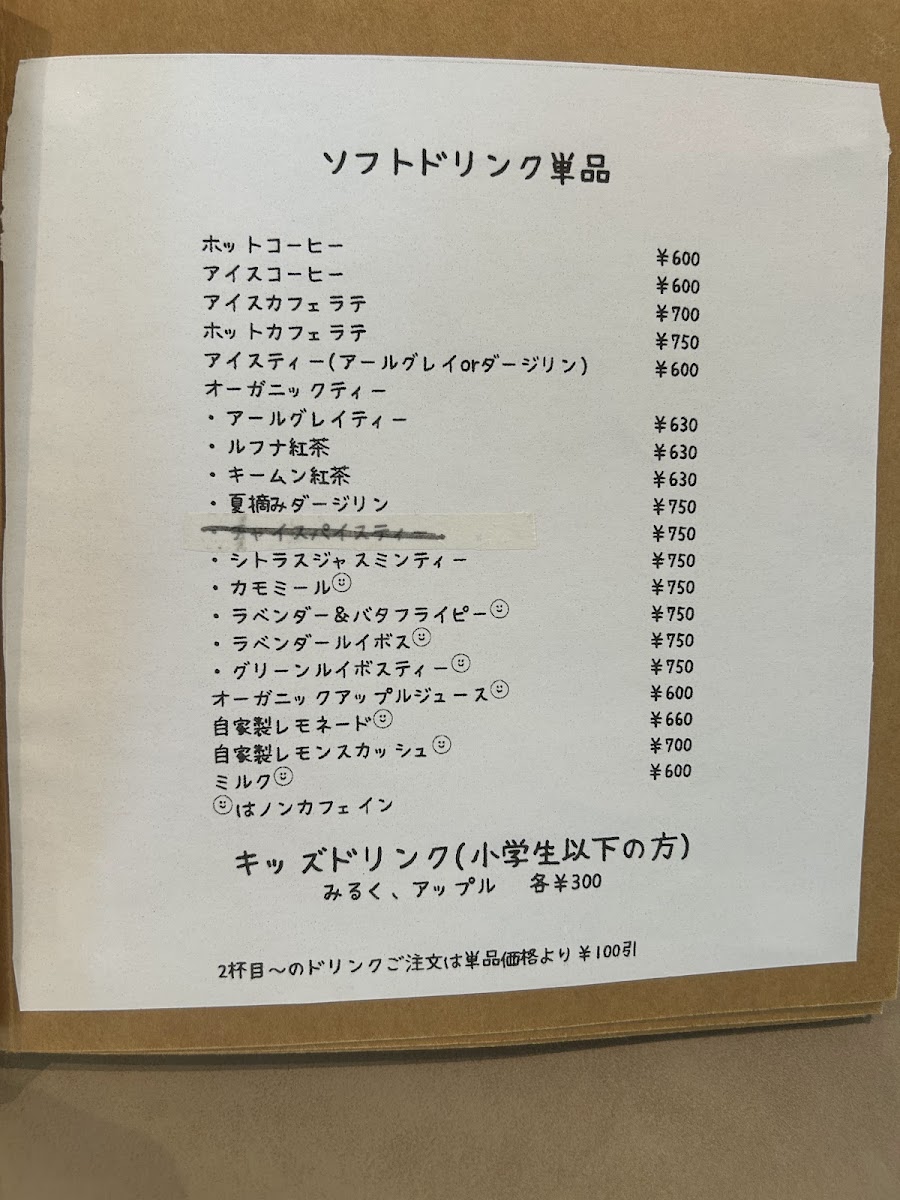 ソフトドリンク単品
ホットコーヒー ¥600
アイスコーヒー ¥600
アイスカフェラテ ¥700
ホットカフェラテ ¥750
アイスティー(アールグレイorダージリン) ¥600
オーガニックティー
・アールグレイティー ¥630
・ルフナ紅茶 ¥630
・キームン紅茶 ¥630
・夏摘みダージリン ¥750
・チャイスパイスティー ¥750
・シトラスジャスミンティー ¥750
・カモミール☺ ¥750
・ラベンダー&バタフライピー☺ ¥750
・ラベンダールイボス☺ ¥750
・グリーンルイボスティー☺ ¥750
オーガニックアップルジュース☺ ¥600
自家製レモネード☺ ¥660
自家製レモンスカッシュ☺ ¥700
ミルク☺ ¥600
☺はノンカフェイン
キッズドリンク(小学生以下の方)
みるく、アップル 各¥300
2杯目〜のドリンクご注文は単品価格より¥100引